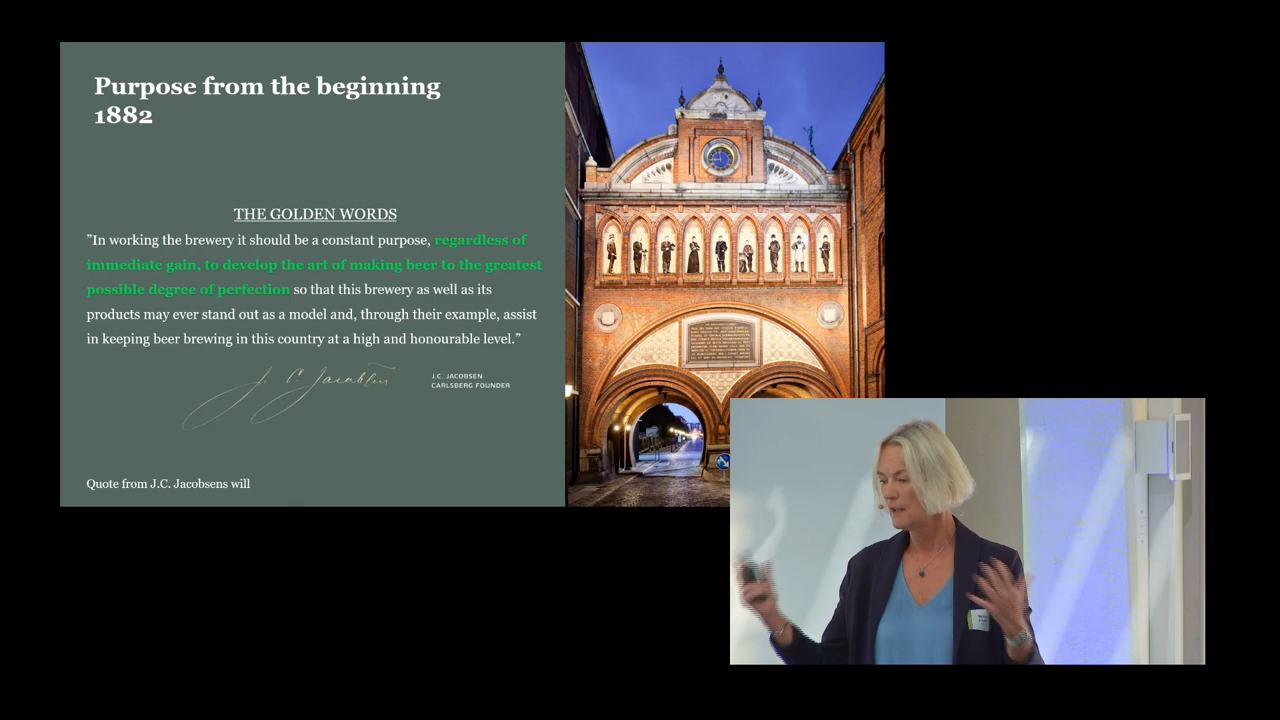 Purpose from the beginning
1882
THE GOLDEN WORDS
”In working the brewery it should be a constant purpose, regardless of
immediate gain, to develop the art of making beer to the greatest
possible degree of perfection so that this brewery as well as its
products may ever stand out as a model and, through their example, assist
in keeping beer brewing in this country at a high and honourable level.”
J. C. Jacobsen
J.C. JACOBSEN
CARLSBERG FOUNDER
Quote from J.C. Jacobsens will